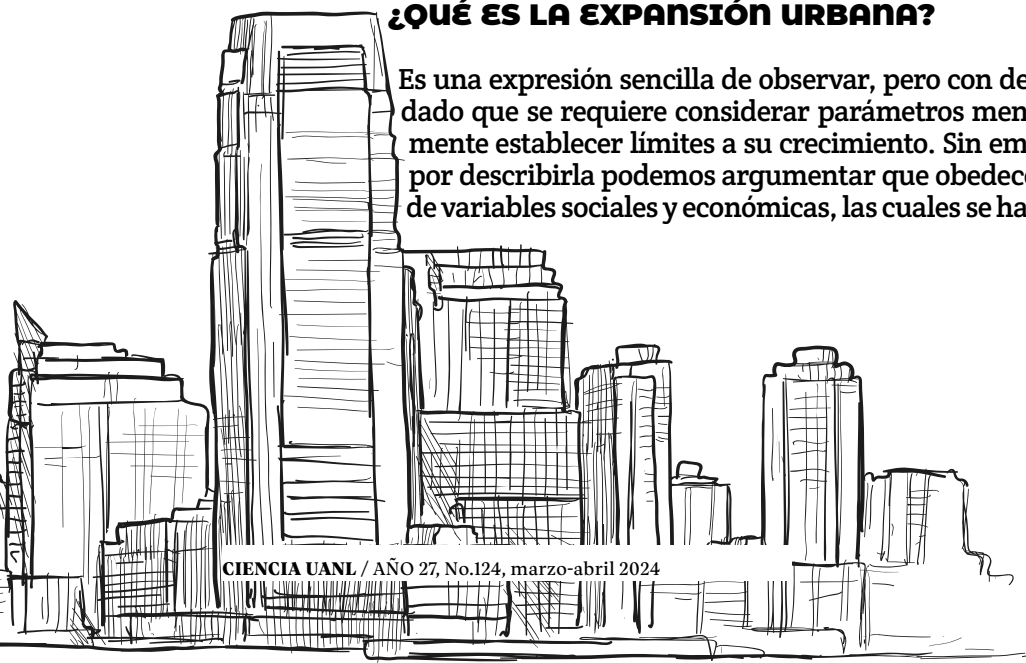 ¿QUÉ ES LA EXPANSIÓN URBANA?
Es una expresión sencilla de observar, pero con de
dado que se requiere considerar parámetros men
mente establecer límites a su crecimiento. Sin em
por describirla podemos argumentar que obedec
de variables sociales y económicas, las cuales se ha
CIENCIA UANL / AÑO 27, No.124, marzo-abril 2024